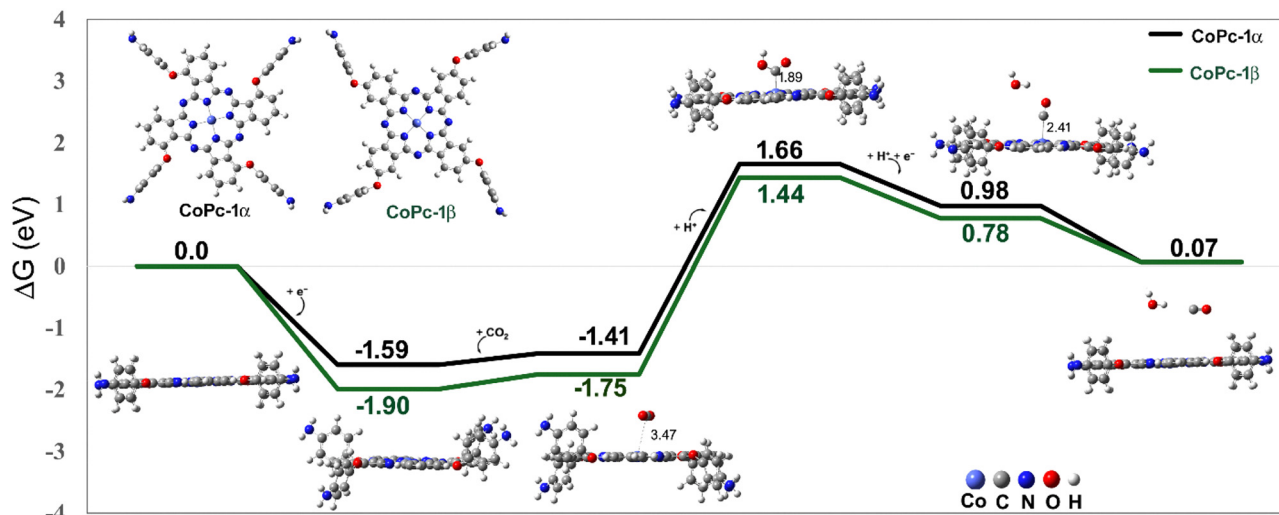 4
3
2
1
0
-1
-2
-3
-4
ΔG (eV)
CoPc-1α
CoPc-1β
CoPc-1α
CoPc-1β
0.0
+ e⁻
-1.59
-1.90
+ CO₂
-1.41
-1.75
3.47
+ H⁺
1.66
1.44
1.89
+ H⁺ + e⁻
0.98
0.78
2.41
0.07
Co C N O H